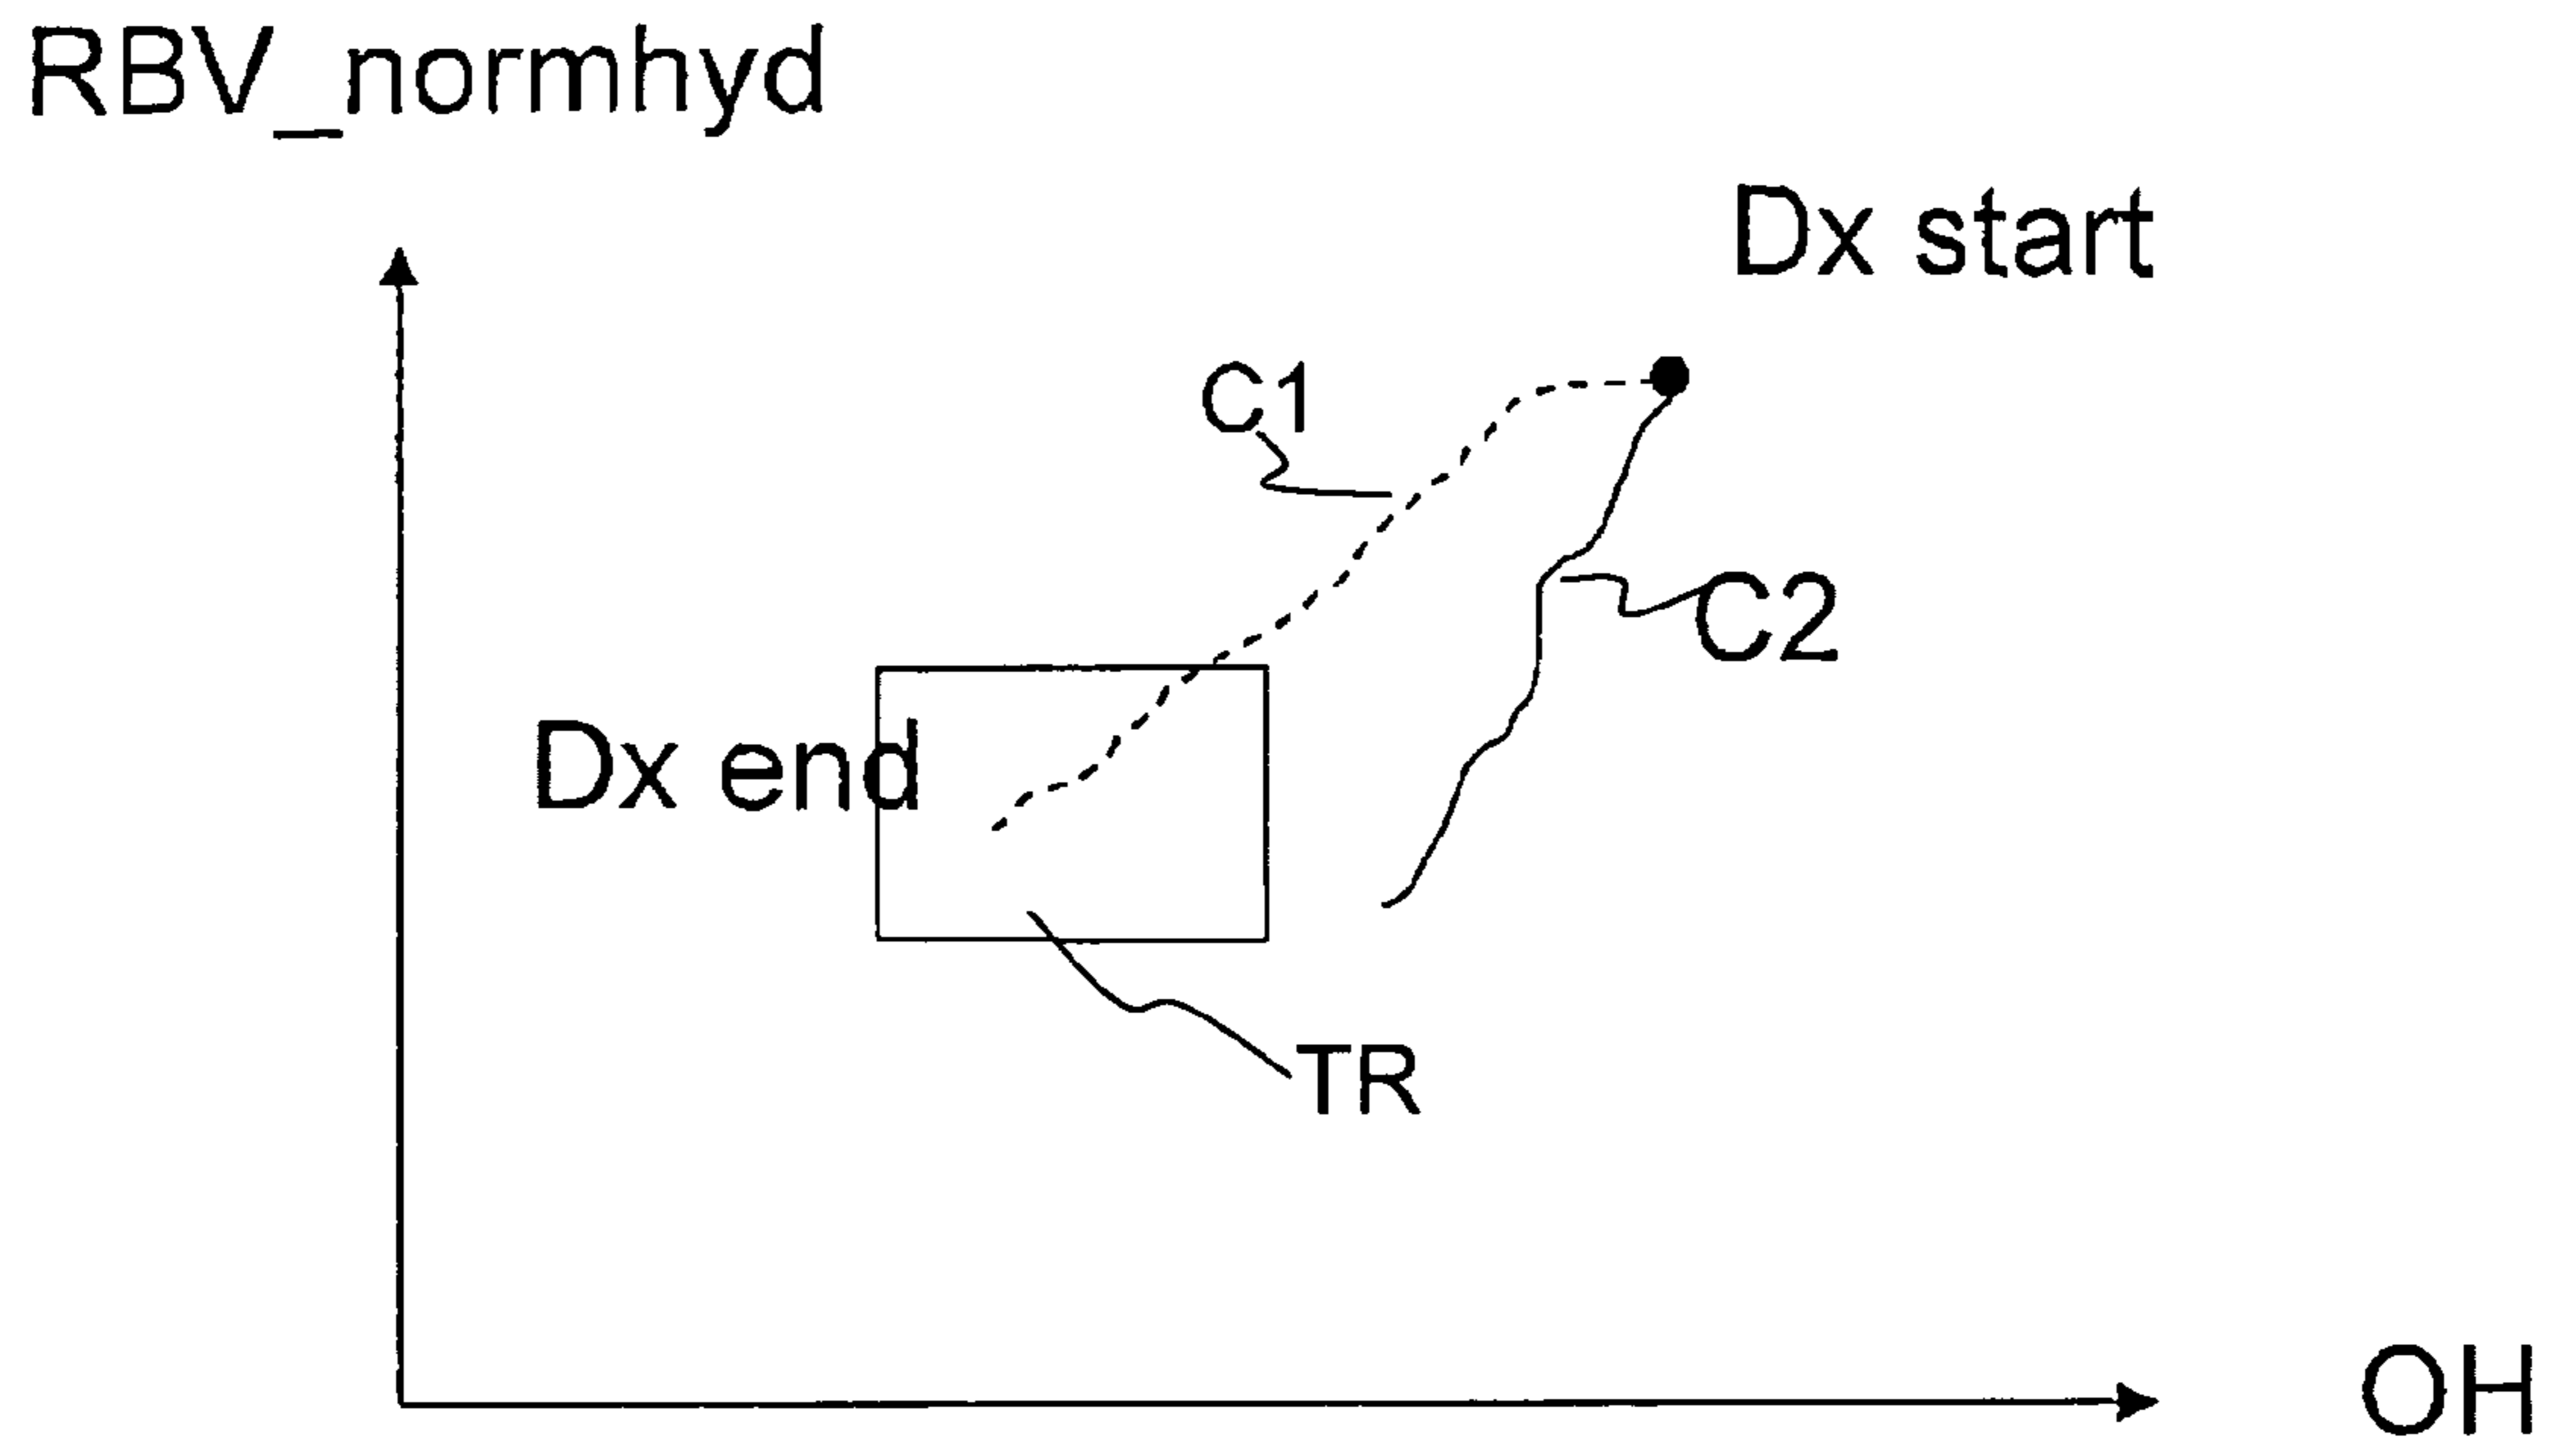 RBV_normhyd
Dx start
C1
C2
Dx end
TR
OH